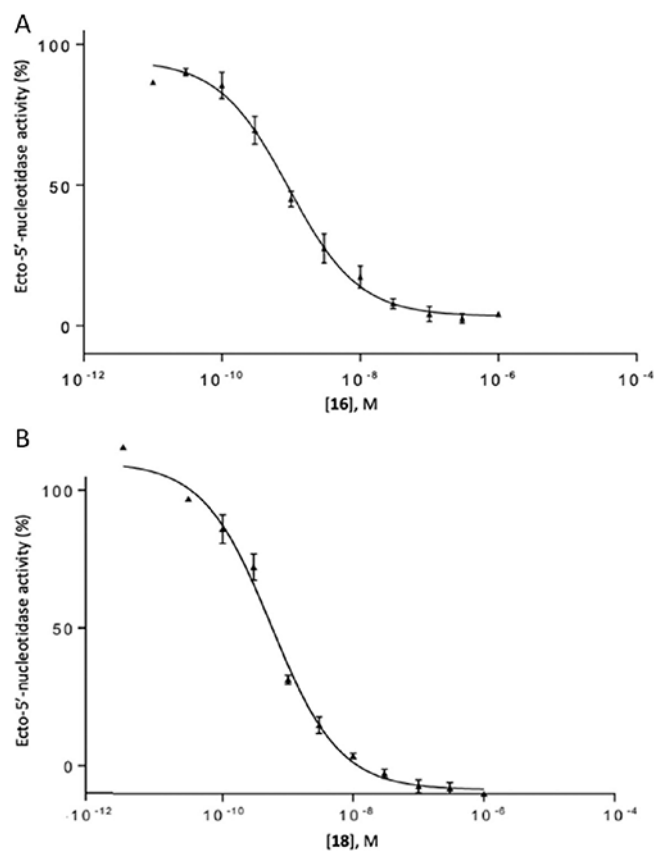 A
Ecto-5′-nucleotidase activity (%)
100
50
0
10⁻¹² 10⁻¹⁰ 10⁻⁸ 10⁻⁶ 10⁻⁴
[16], M
B
Ecto-5′-nucleotidase activity (%)
100
50
0
10⁻¹² 10⁻¹⁰ 10⁻⁸ 10⁻⁶ 10⁻⁴
[18], M